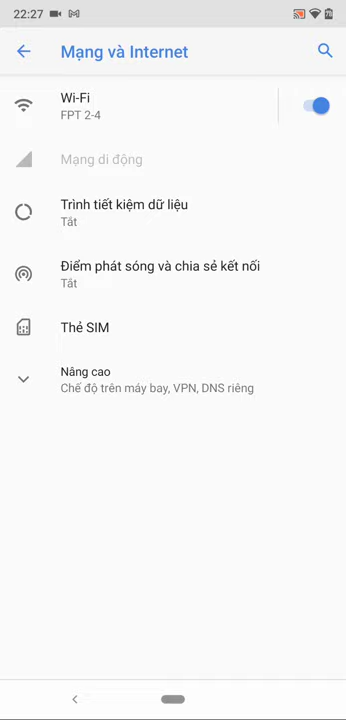 22:27
Mạng và Internet
Wi-Fi
FPT 2-4
Mạng di động
Trình tiết kiệm dữ liệu
Tắt
Điểm phát sóng và chia sẻ kết nối
Tắt
Thẻ SIM
Nâng cao
Chế độ trên máy bay, VPN, DNS riêng